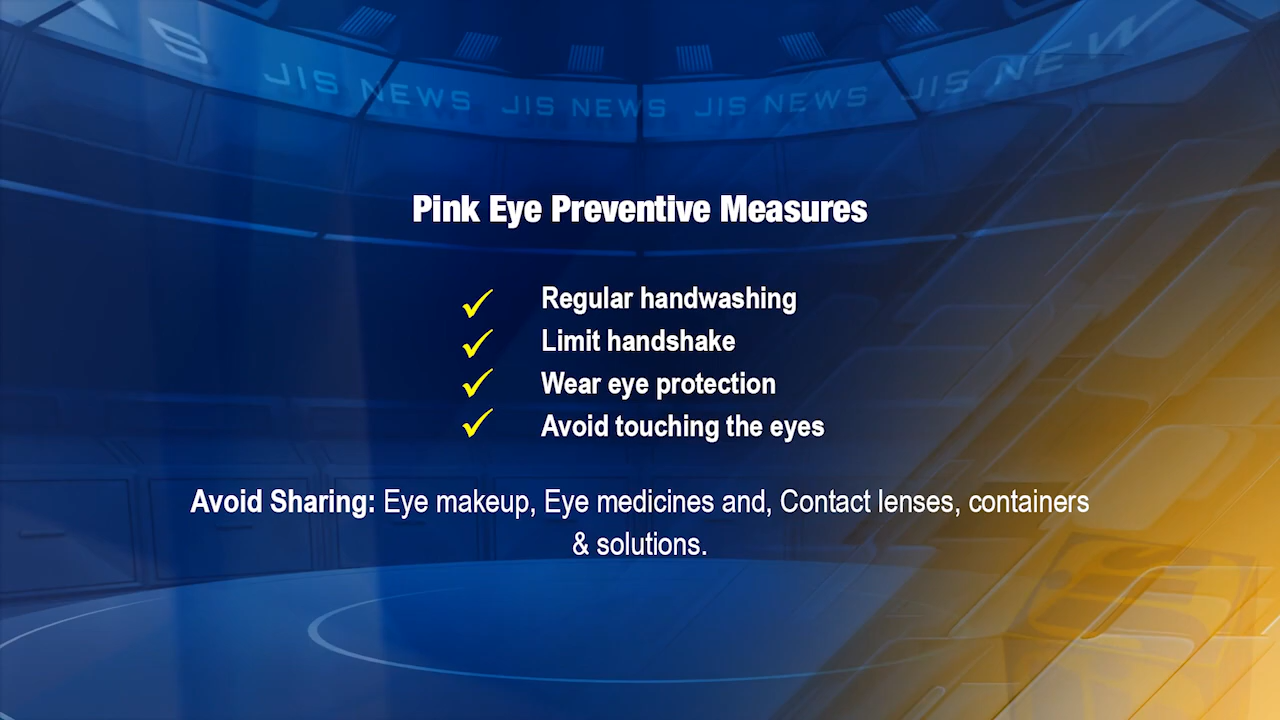 S JIS NEWS JIS NEWS JIS NEWS JIS NEW
Pink Eye Preventive Measures
Regular handwashing
Limit handshake
Wear eye protection
Avoid touching the eyes
Avoid Sharing: Eye makeup, Eye medicines and, Contact lenses, containers
& solutions.